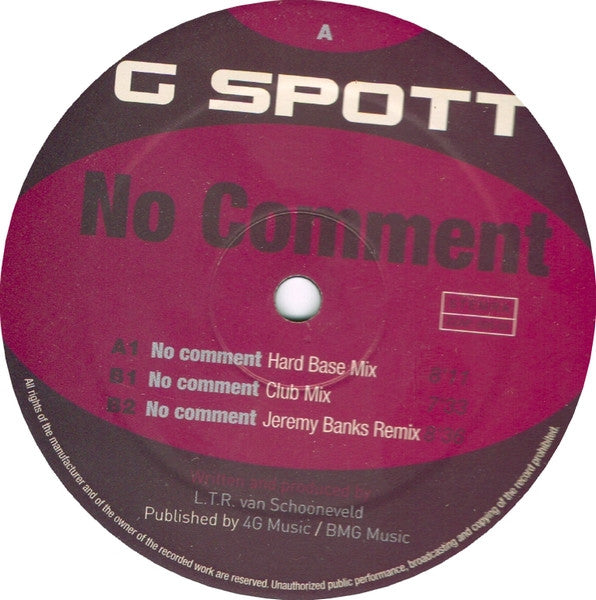 A
G SPOTT
No Comment
A1 No comment Hard Base Mix
B1 No comment Club Mix
B2 No comment Jeremy Banks Remix
Written and produced by:
L.T.R. van Schooneveld
Published by 4G Music / BMG Music
All rights of the manufacturer and of the owner of the recorded work are reserved. Unauthorized public performance, broadcasting and copying of the record prohibited.